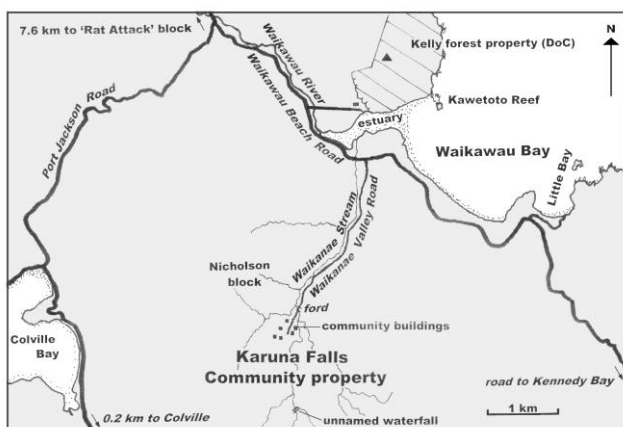 7.6 km to 'Rat Attack' block
Kelly forest property (DoC)
N
Waikawau River
Port Jackson Road
Waikawau Beach Road
Kawetoto Reef
estuary
Waikawau Bay
Little Bay
Waikanae Stream
Waikanae Valley Road
Nicholson
block
ford
community buildings
Colville
Bay
Karuna Falls
Community property
road to Kennedy Bay
0.2 km to Colville
unnamed waterfall
1 km